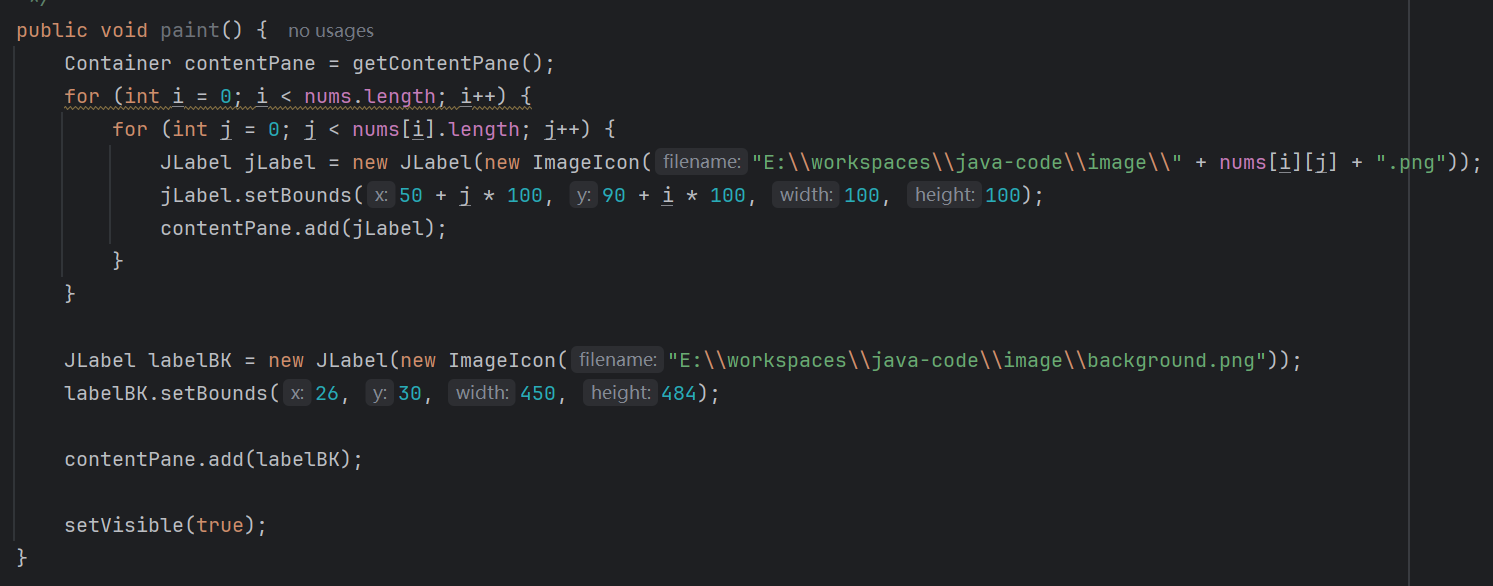 */
public void paint() { no usages
    Container contentPane = getContentPane();
    for (int i = 0; i < nums.length; i++) {
        for (int j = 0; j < nums[i].length; j++) {
            JLabel jLabel = new JLabel(new ImageIcon( filename: "E:\\workspaces\\java-code\\image\\" + nums[i][j] + ".png"));
            jLabel.setBounds( x: 50 + j * 100, y: 90 + i * 100, width: 100, height: 100);
            contentPane.add(jLabel);
        }
    }
    JLabel labelBK = new JLabel(new ImageIcon( filename: "E:\\workspaces\\java-code\\image\\background.png"));
    labelBK.setBounds( x: 26, y: 30, width: 450, height: 484);
    contentPane.add(labelBK);
    setVisible(true);
}